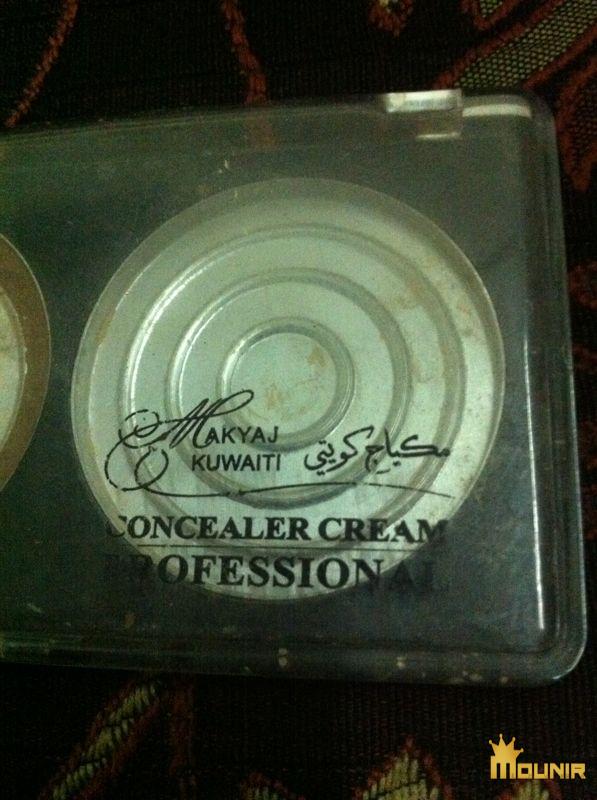 MAKYAJ
KUWAITI مكياج كويتي
CONCEALER CREAM
PROFESSIONAL
MOUNIR